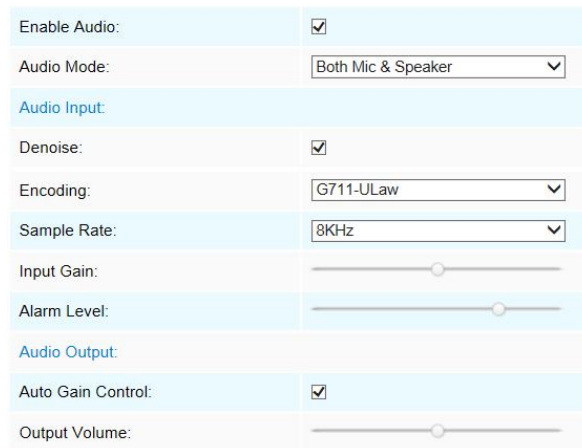 Enable Audio:
Audio Mode: Both Mic & Speaker
Audio Input:
Denoise:
Encoding: G711-ULaw
Sample Rate: 8KHz
Input Gain:
Alarm Level:
Audio Output:
Auto Gain Control:
Output Volume: